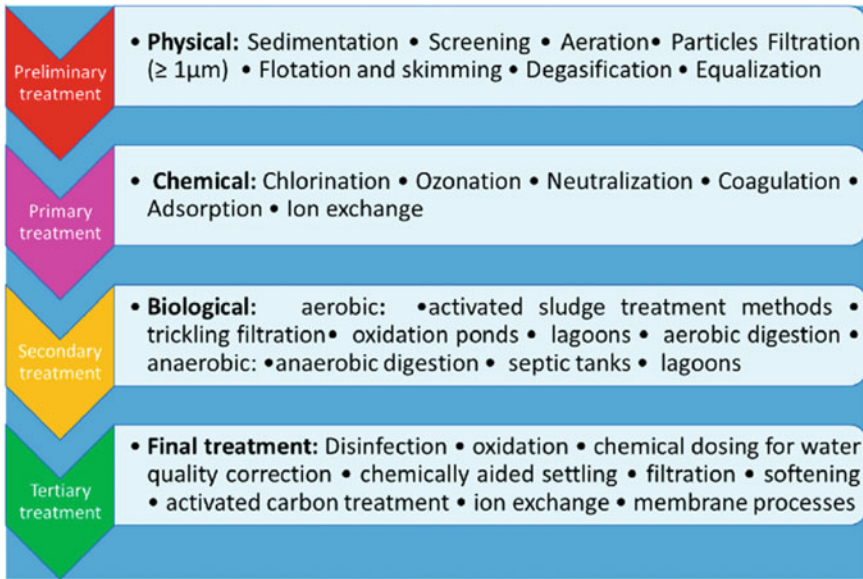 Preliminary
treatment
• Physical: Sedimentation • Screening • Aeration• Particles Filtration
(≥ 1µm) • Flotation and skimming • Degasification • Equalization
Primary
treatment
• Chemical: Chlorination • Ozonation • Neutralization • Coagulation •
Adsorption • Ion exchange
Secondary
treatment
• Biological: aerobic: •activated sludge treatment methods •
trickling filtration• oxidation ponds • lagoons • aerobic digestion •
anaerobic: •anaerobic digestion • septic tanks • lagoons
Tertiary
treatment
• Final treatment: Disinfection • oxidation • chemical dosing for water
quality correction • chemically aided settling • filtration • softening
• activated carbon treatment • ion exchange • membrane processes